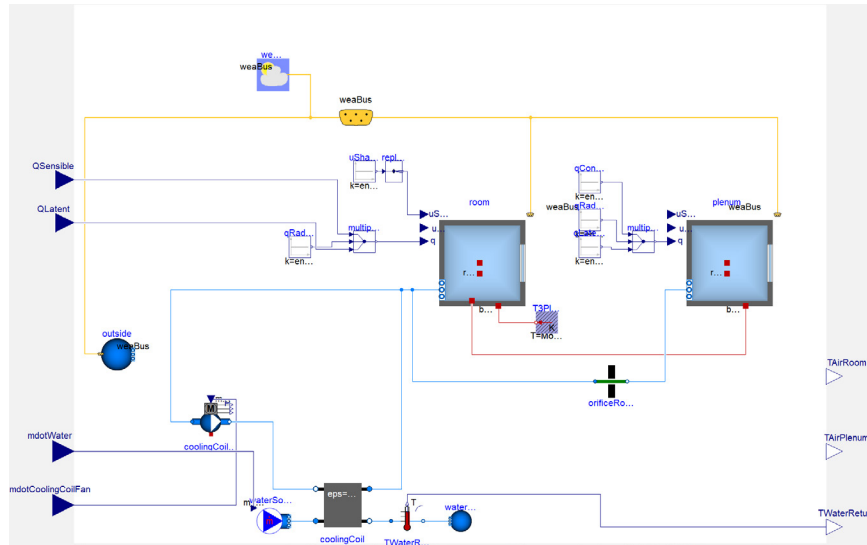 we...
weaBus
weaBus
QSensible
uSha...
repl...
k=en...
qCon...
k=en...
room
plenum
QLatent
qRad...
k=en...
multip...
uS...
u...
q
weaBus
qRad...
qLate...
k=en...
multip...
uS...
u...
q
weaBus
r...
r...
b...
b...
T3Pl...
K
T=Mo...
outside
weaBus
TAirRoom
orificeRo...
M
m...
coolingCoil...
mdotWater
TAirPlenum
mdotCoolingCoilFan
m...
waterSo...
m
eps=...
coolingCoil
T
TWaterR...
water...
TWaterRetu